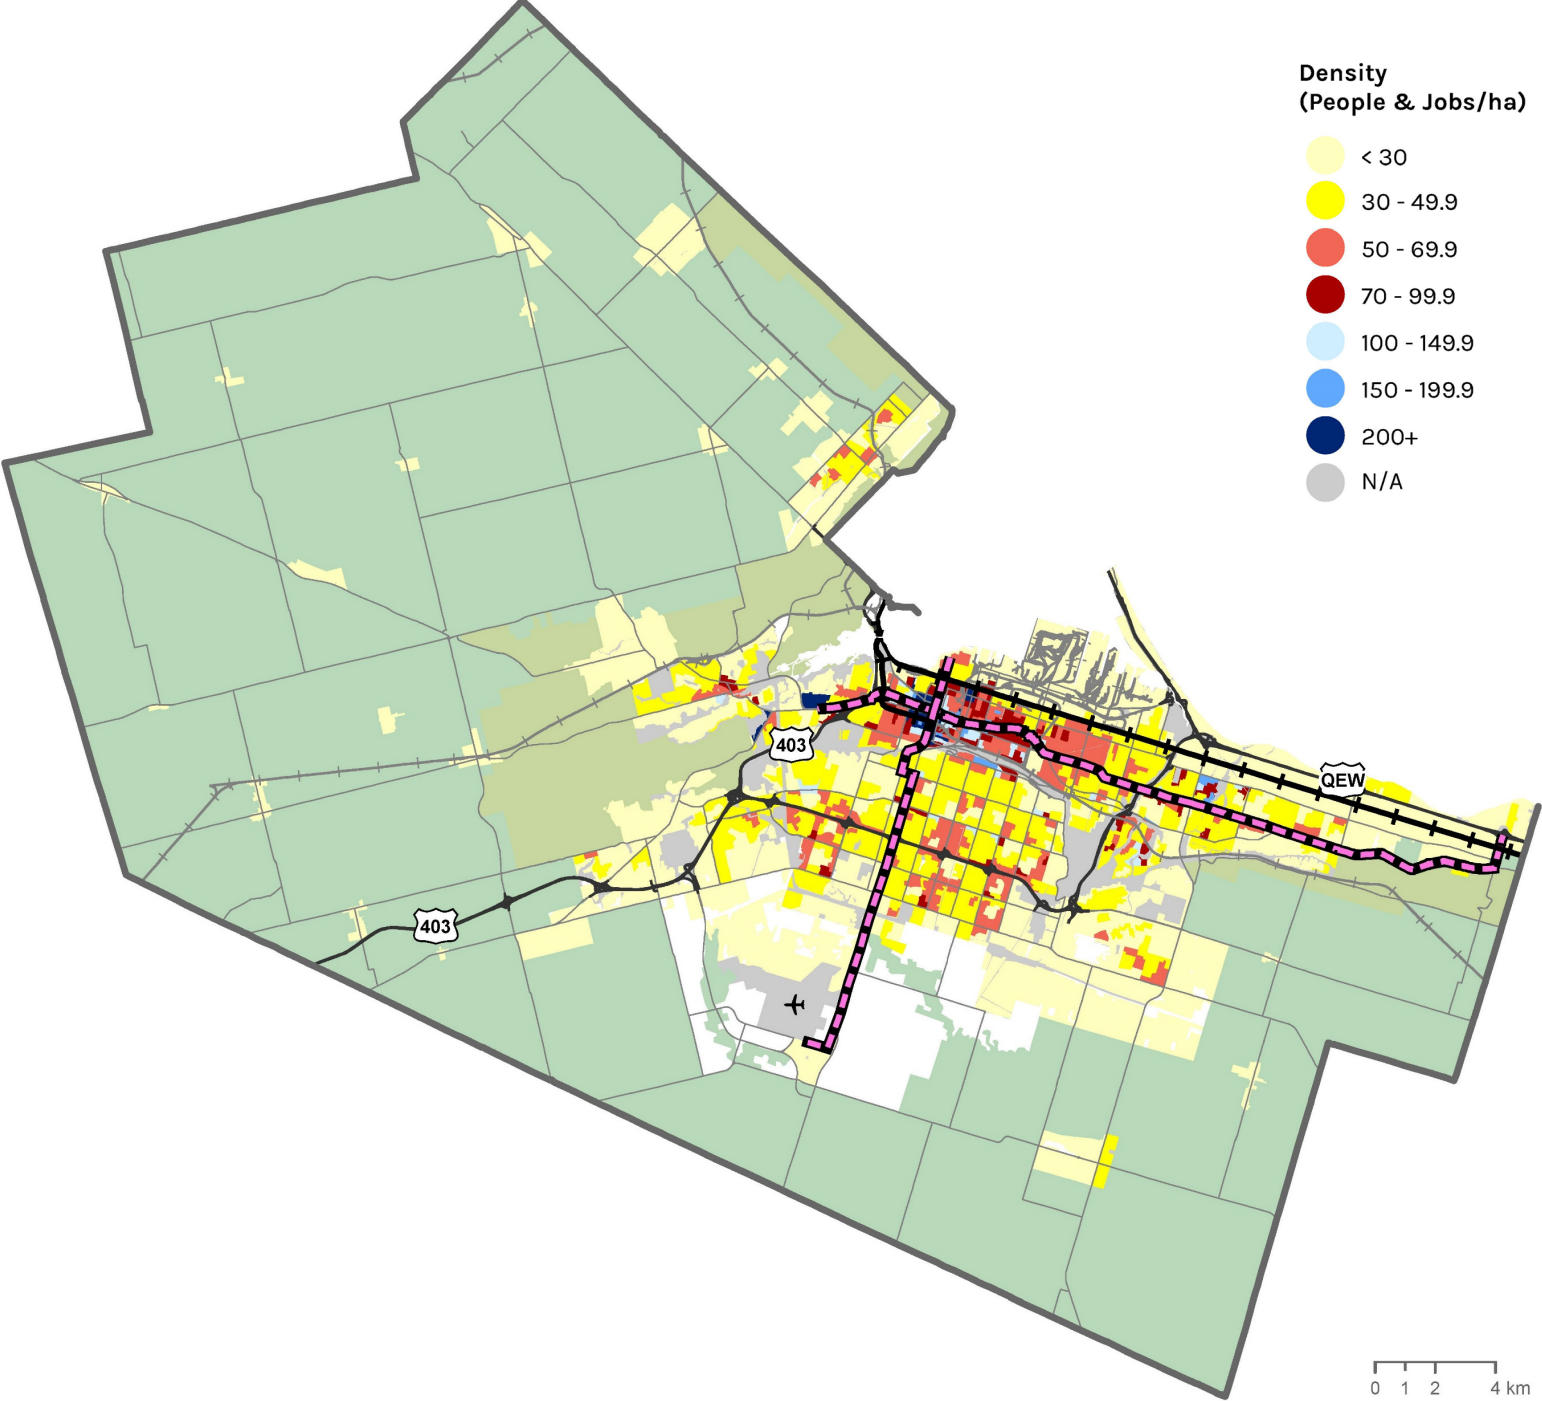 Density
(People & Jobs/ha)
< 30
30 - 49.9
50 - 69.9
70 - 99.9
100 - 149.9
150 - 199.9
200+
N/A
403
QEW
403
0 1 2 4 km